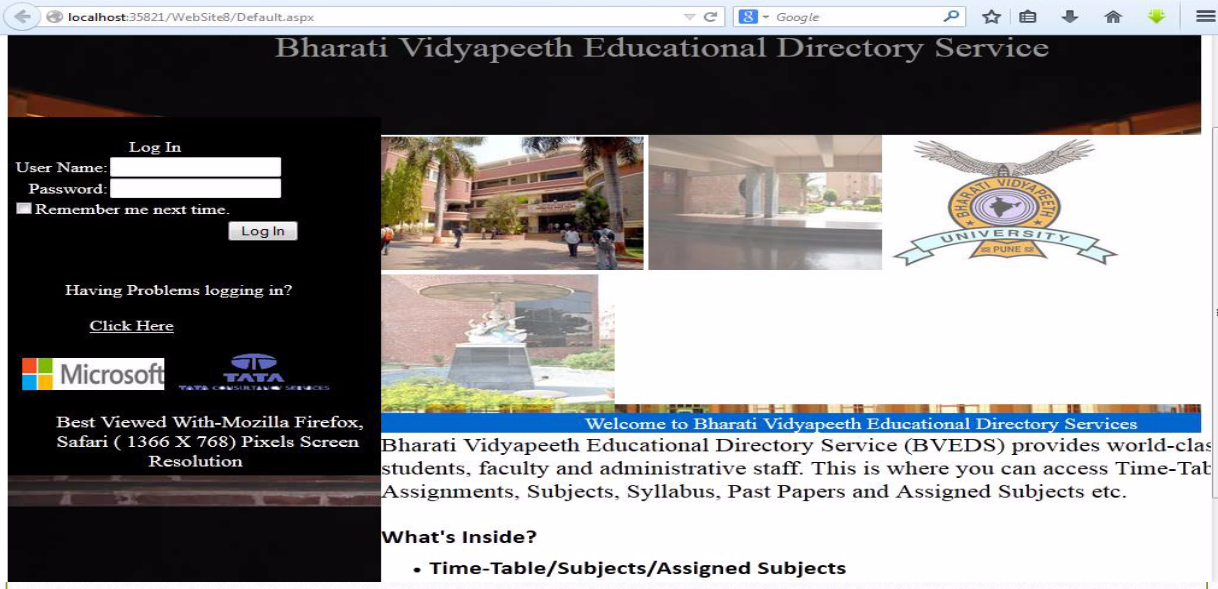 localhost:35821/WebSite8/Default.aspx
Google
Bharati Vidyapeeth Educational Directory Service
Log In
User Name:
Password:
Remember me next time.
Log In
Having Problems logging in?
Click Here
Microsoft
TATA
TATA CONSULTANCY SERVICES
Best Viewed With-Mozilla Firefox,
Safari ( 1366 X 768) Pixels Screen
Resolution
BHARATI VIDYAPEETH
UNIVERSITY
PUNE
Welcome to Bharati Vidyapeeth Educational Directory Services
Bharati Vidyapeeth Educational Directory Service (BVEDS) provides world-clas
students, faculty and administrative staff. This is where you can access Time-Tab
Assignments, Subjects, Syllabus, Past Papers and Assigned Subjects etc.
What's Inside?
• Time-Table/Subjects/Assigned Subjects